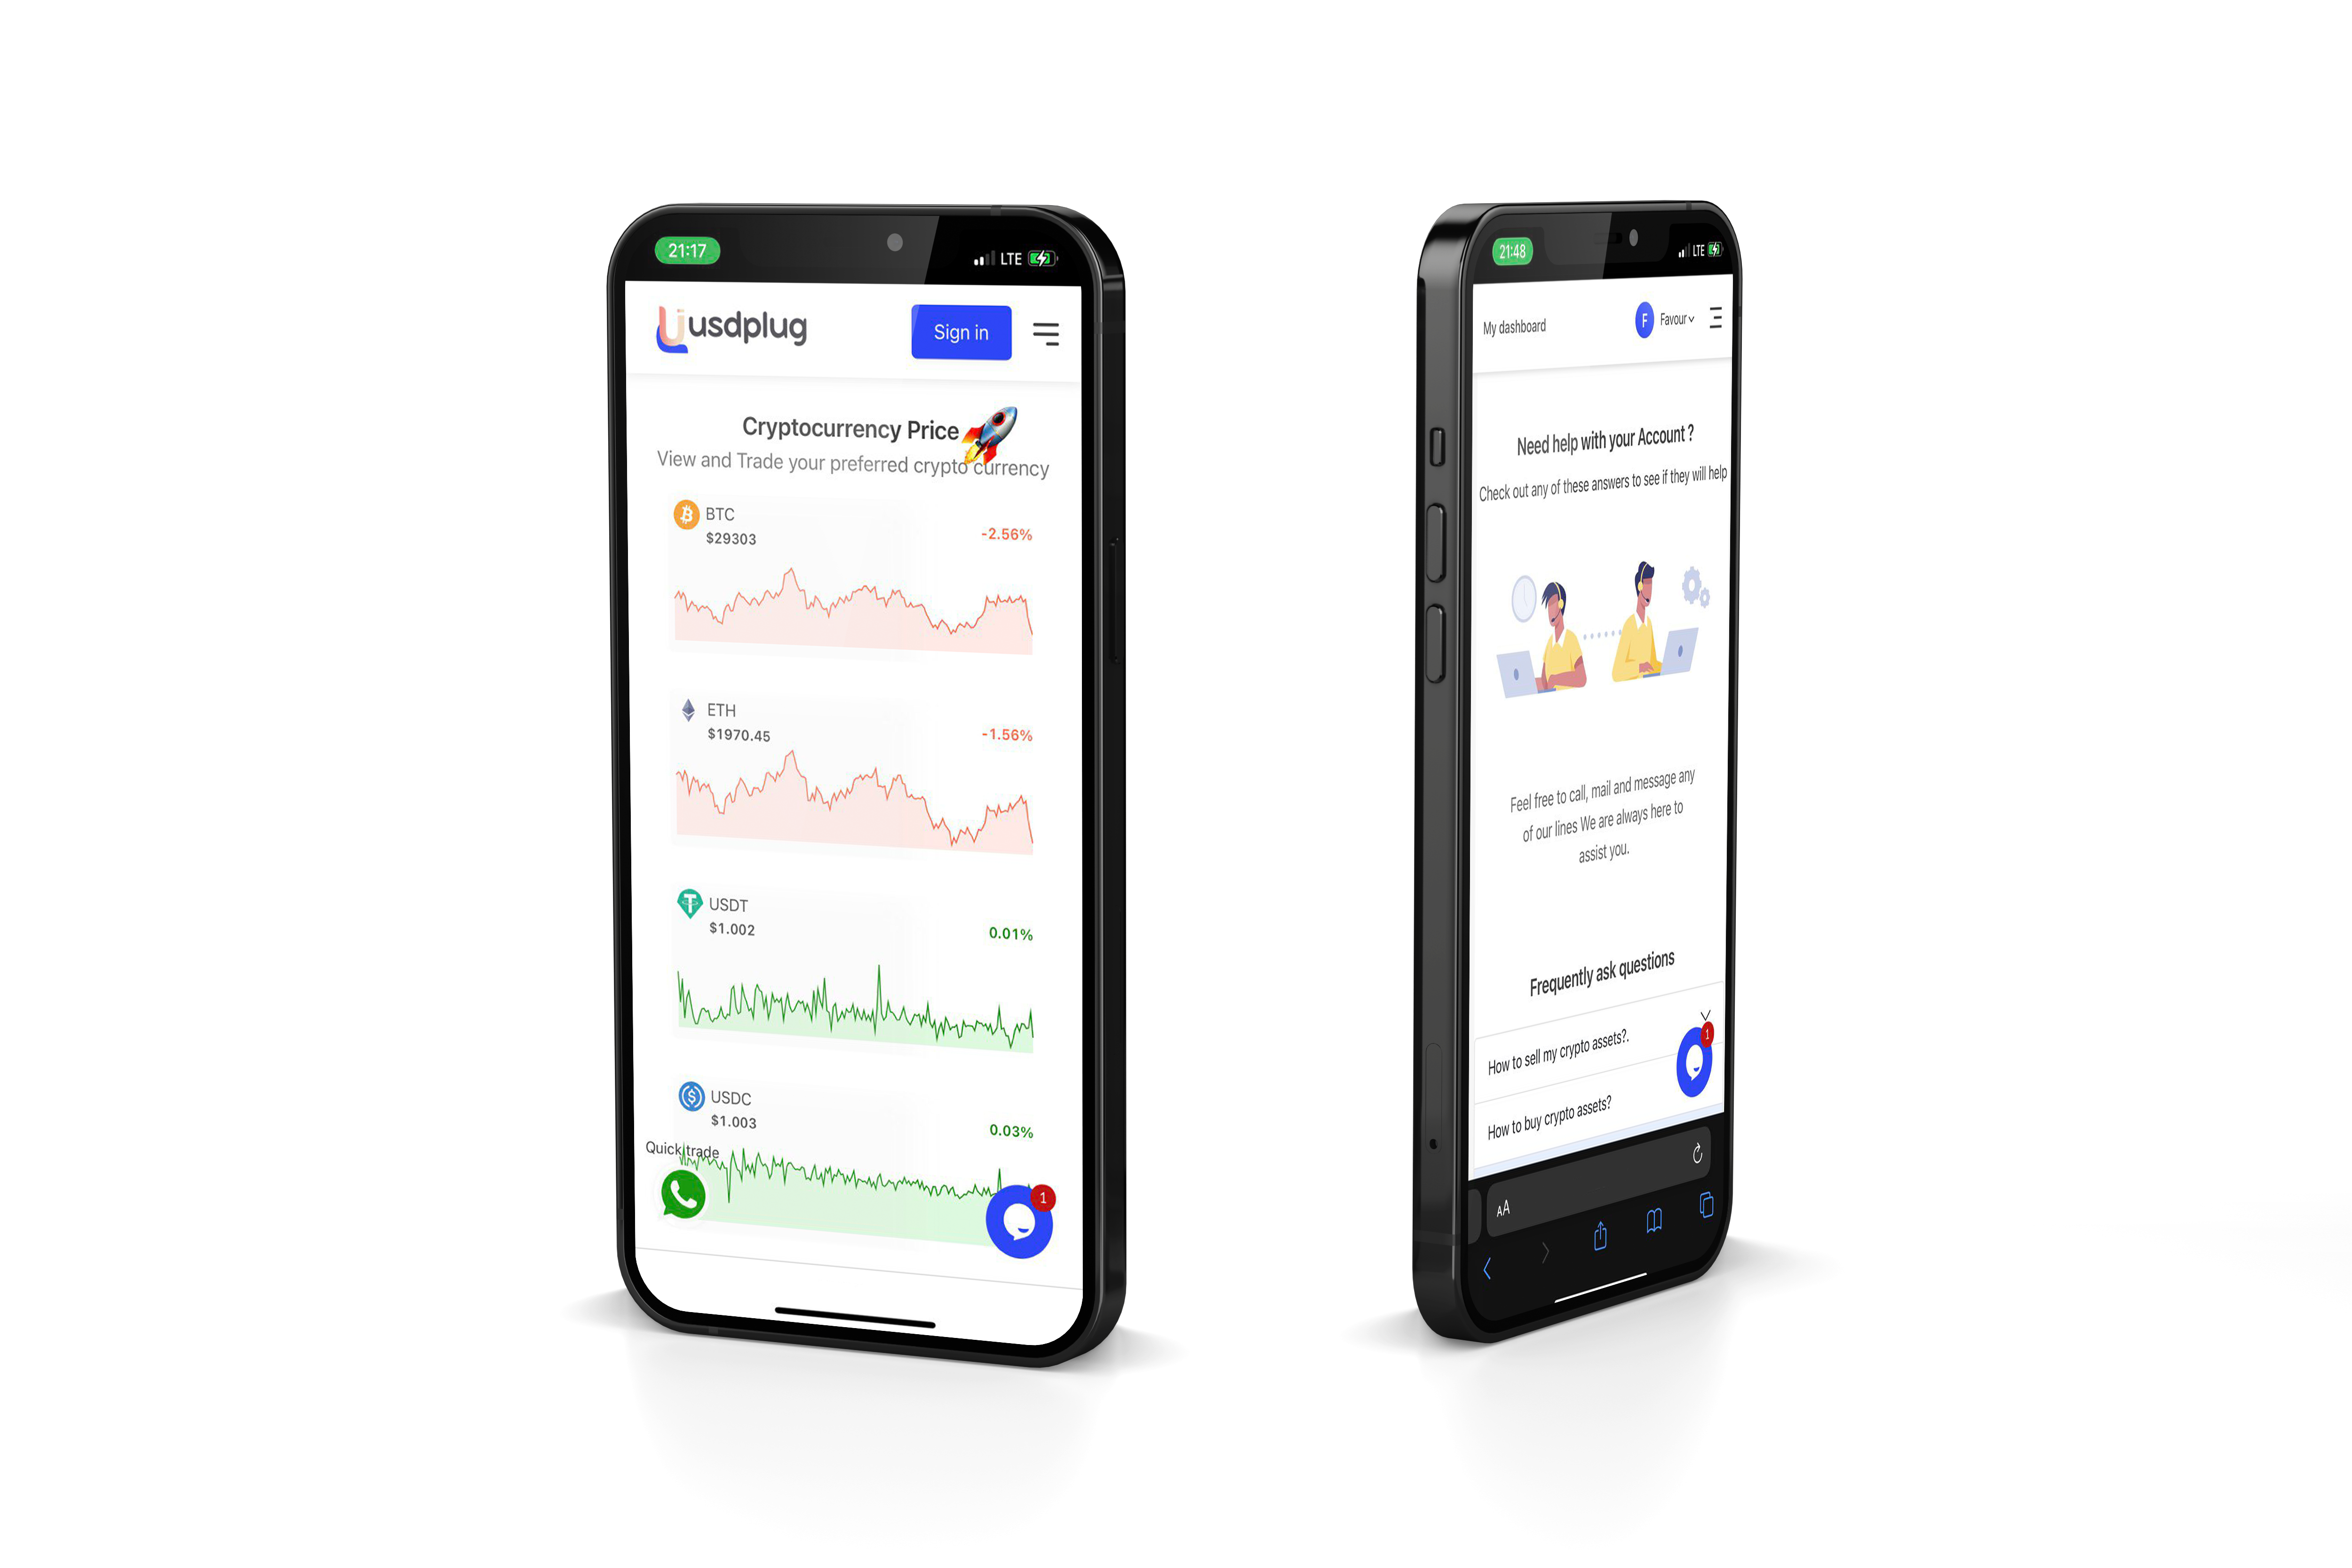 21:17
LTE
usdplug
Sign in
Cryptocurrency Price
View and Trade your preferred crypto currency
BTC
$29303
-2.56%
ETH
$1970.45
-1.56%
USDT
$1.002
0.01%
USDC
$1.003
0.03%
Quick trade
1
21:48
LTE
My dashboard
F Favour
Need help with your Account ?
Check out any of these answers to see if they will help
Feel free to call, mail and message any
of our lines We are always here to
assist you.
Frequently ask questions
How to sell my crypto assets?.
1
How to buy crypto assets?
AA